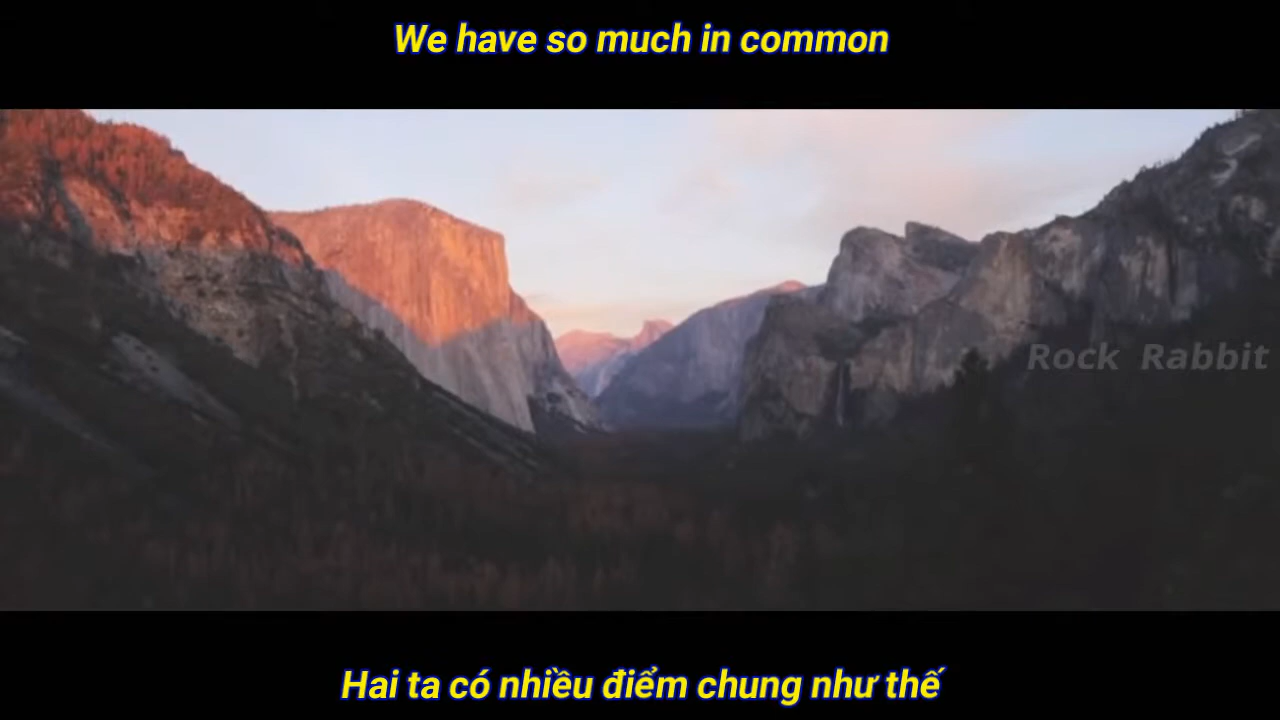 We have so much in common
Rock Rabbit
Hai ta có nhiều điểm chung như thế